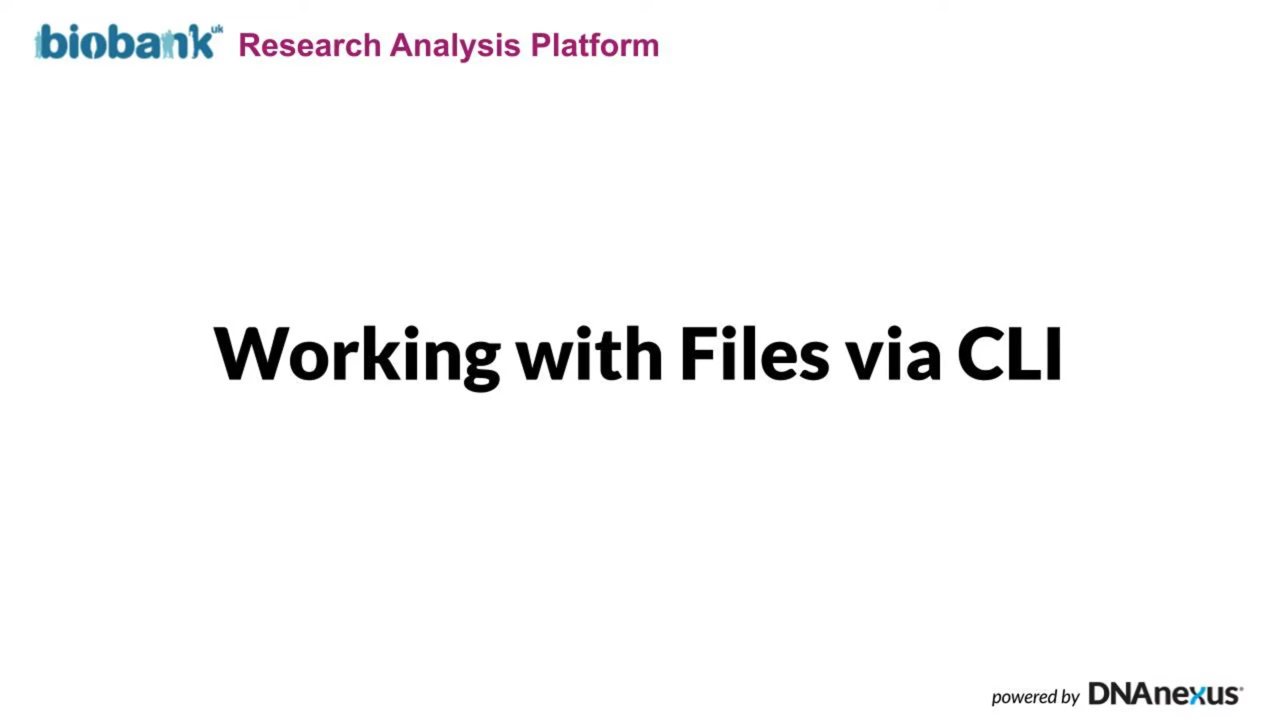 biobank uk Research Analysis Platform
Working with Files via CLI
powered by DNAnexus®